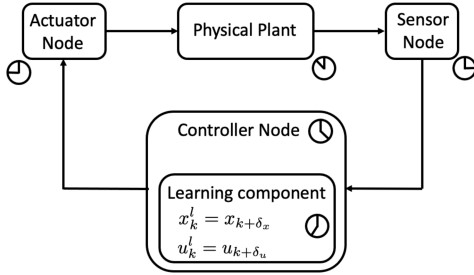 Actuator
Node
Physical Plant
Sensor
Node
Controller Node
Learning component
$x_k^l = x_{k+\delta_x}$
$u_k^l = u_{k+\delta_u}$